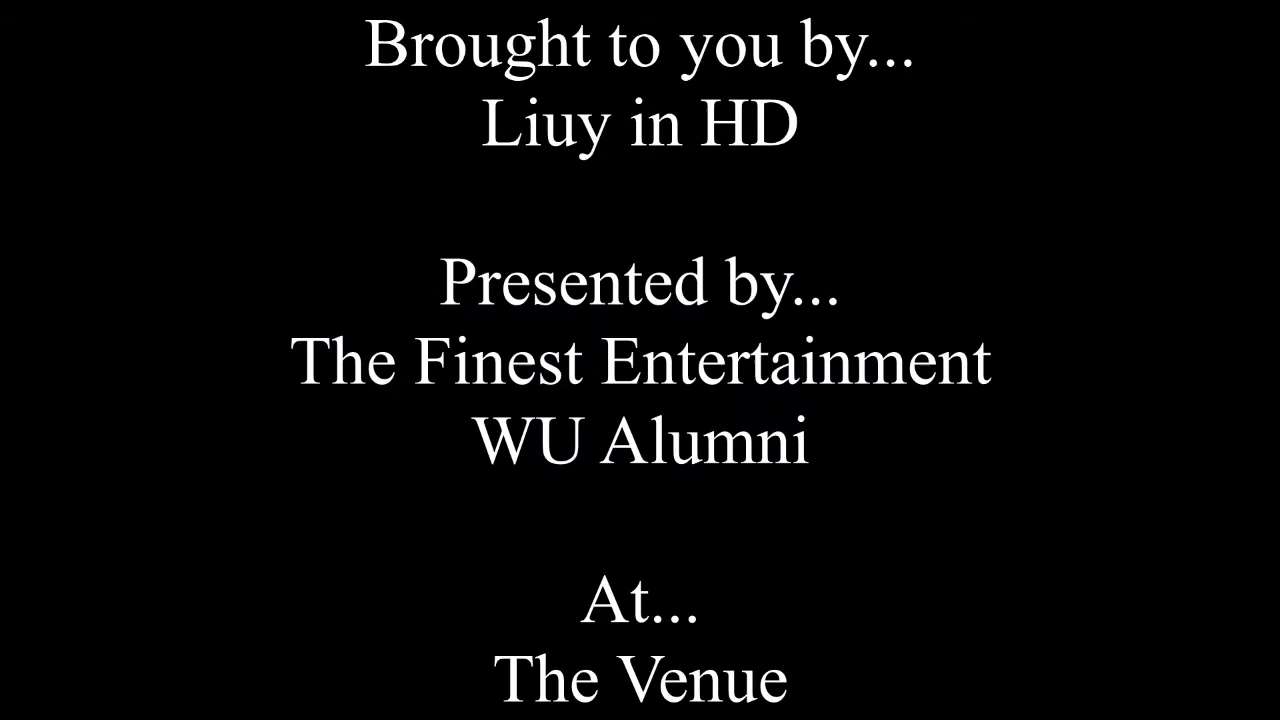 Brought to you by...
Liuy in HD
Presented by...
The Finest Entertainment
WU Alumni
At...
The Venue